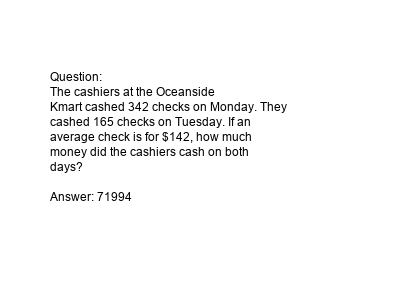 Question:
The cashiers at the Oceanside
Kmart cashed 342 checks on Monday. They
cashed 165 checks on Tuesday. If an
average check is for $142, how much
money did the cashiers cash on both
days?
Answer: 71994